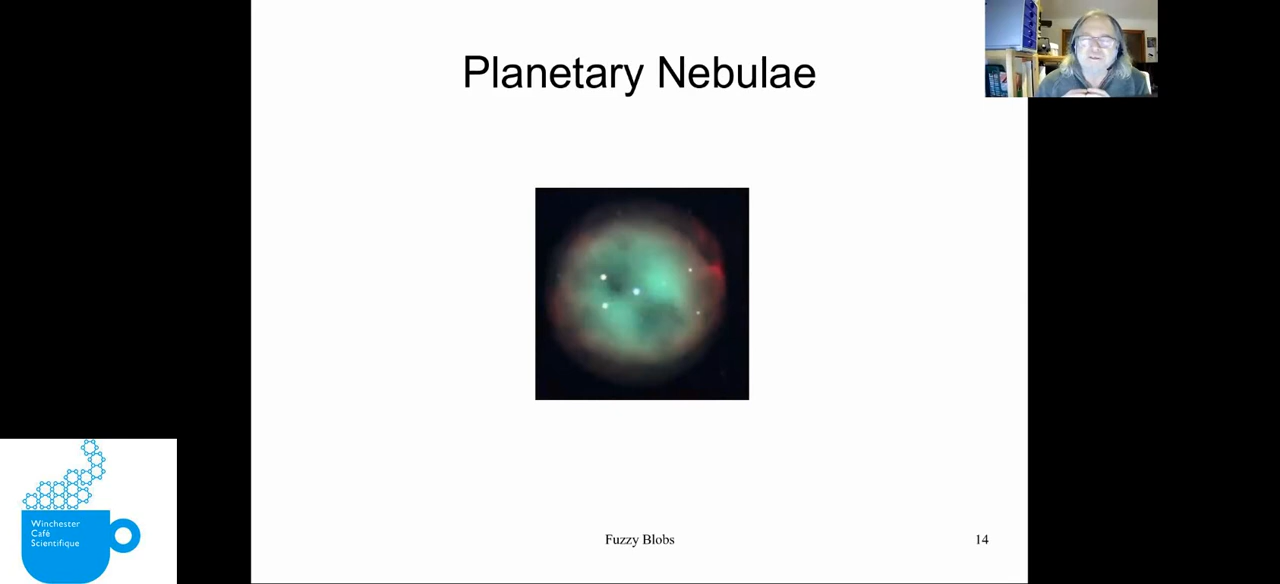 Planetary Nebulae
Winchester
Café
Scientifique
Fuzzy Blobs
14